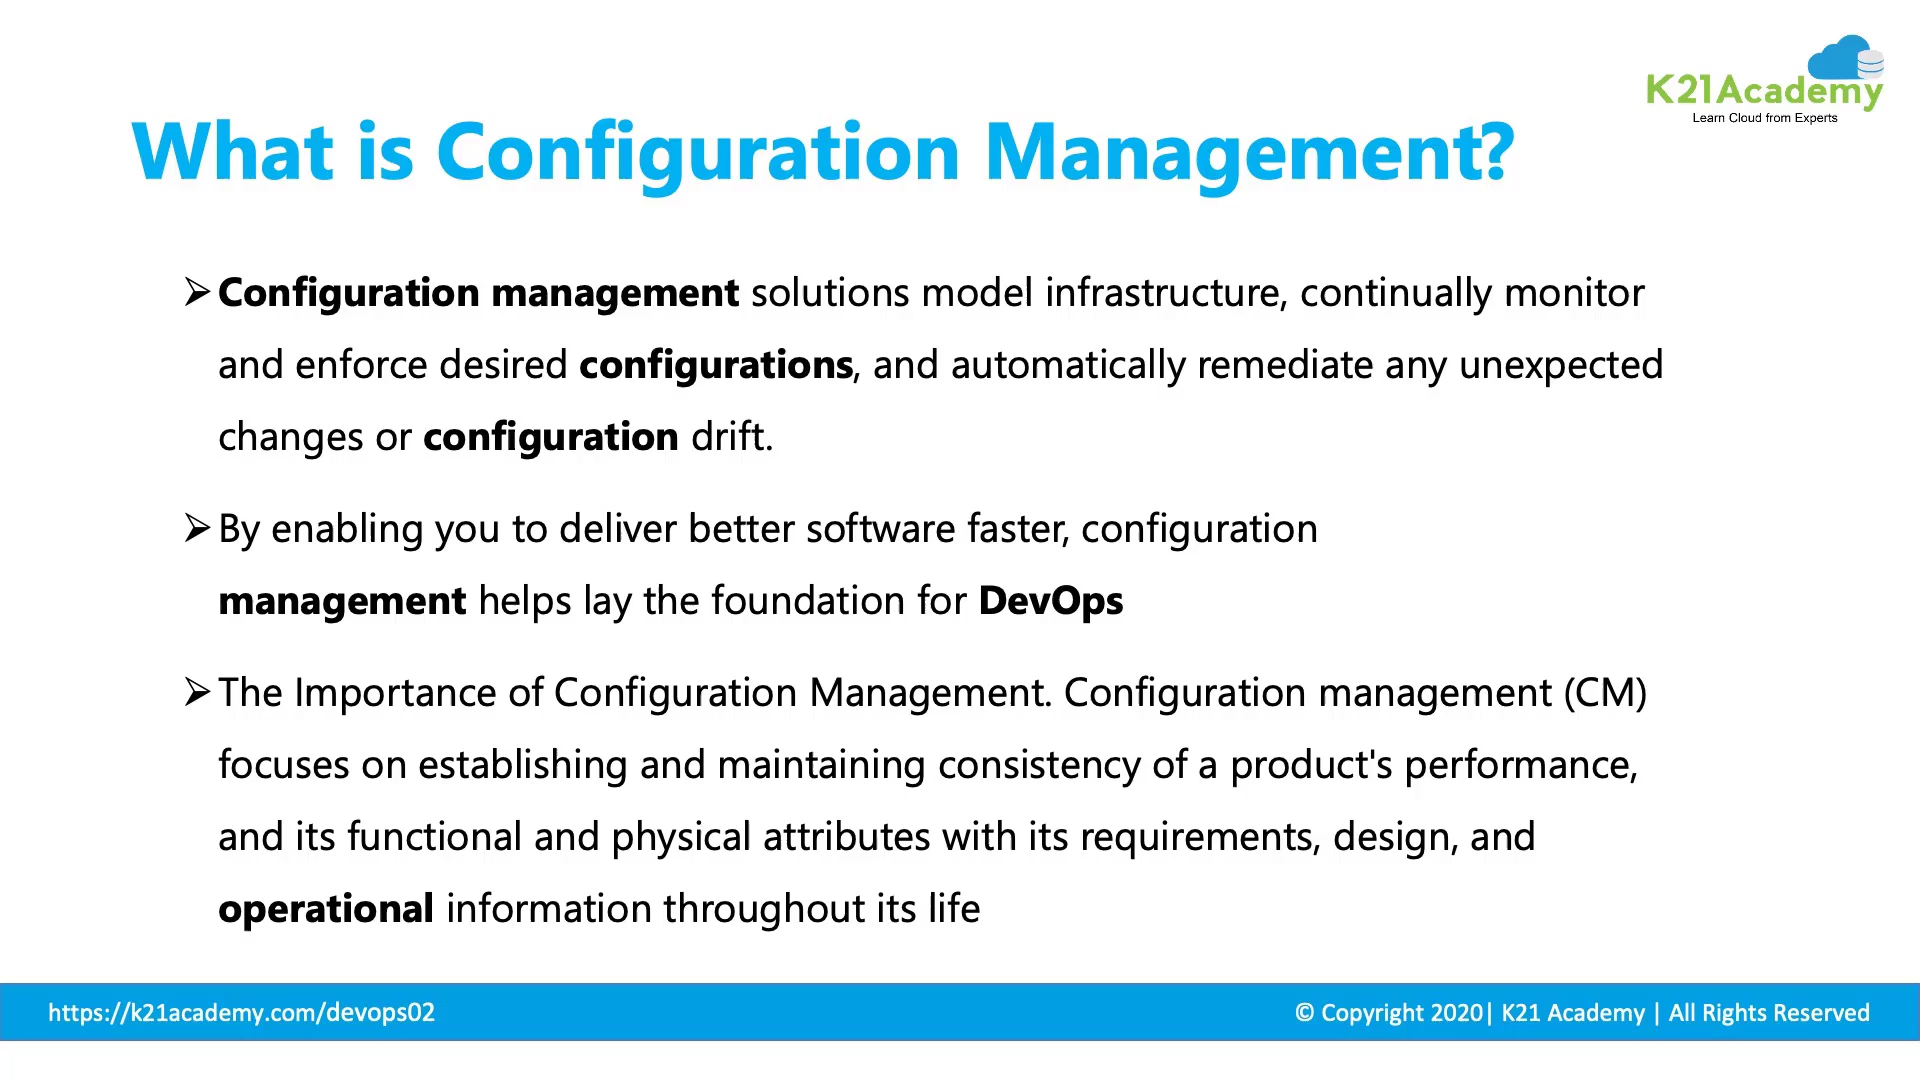 K21Academy
Learn Cloud from Experts
What is Configuration Management?
➢Configuration management solutions model infrastructure, continually monitor
and enforce desired configurations, and automatically remediate any unexpected
changes or configuration drift.
➢By enabling you to deliver better software faster, configuration
management helps lay the foundation for DevOps
➢The Importance of Configuration Management. Configuration management (CM)
focuses on establishing and maintaining consistency of a product's performance,
and its functional and physical attributes with its requirements, design, and
operational information throughout its life
https://k21academy.com/devops02
© Copyright 2020| K21 Academy | All Rights Reserved